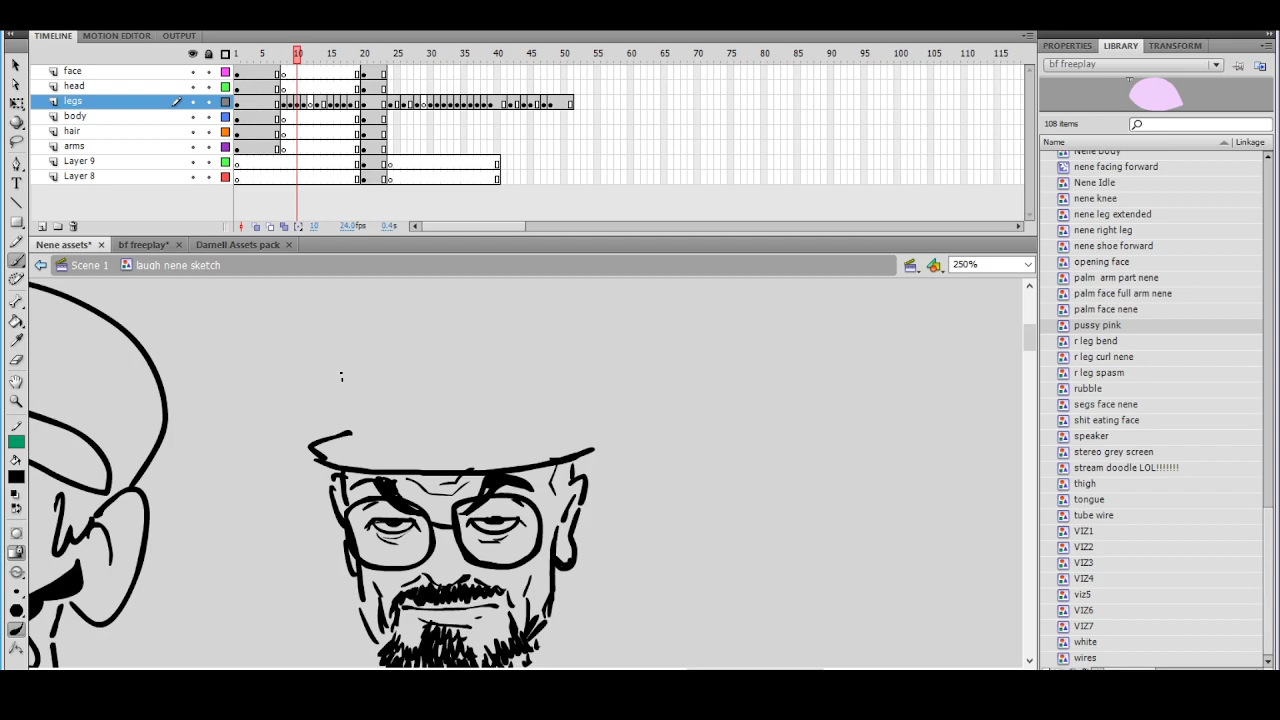 TIMELINE MOTION EDITOR OUTPUT
1 5 10 15 20 25 30 35 40 45 50 55 60 65 70 75 80 85 90 95 100 105 110 115
face
head
legs
body
hair
arms
Layer 9
Layer 8
10 24.0fps 0.4s
Nene assets* × bf freeplay* × Darnell Assets pack ×
Scene 1 laugh nene sketch 250%
PROPERTIES LIBRARY TRANSFORM
bf freeplay
108 items
Name Linkage
Nene Body
nene facing forward
Nene Idle
nene knee
nene leg extended
nene right leg
nene shoe forward
opening face
palm arm part nene
palm face full arm nene
palm face nene
pussy pink
r leg bend
r leg curl nene
r leg spasm
rubble
segs face nene
shit eating face
speaker
stereo grey screen
stream doodle LOL!!!!!!!
thigh
tongue
tube wire
VIZ1
VIZ2
VIZ3
VIZ4
viz5
VIZ6
VIZ7
white
wires